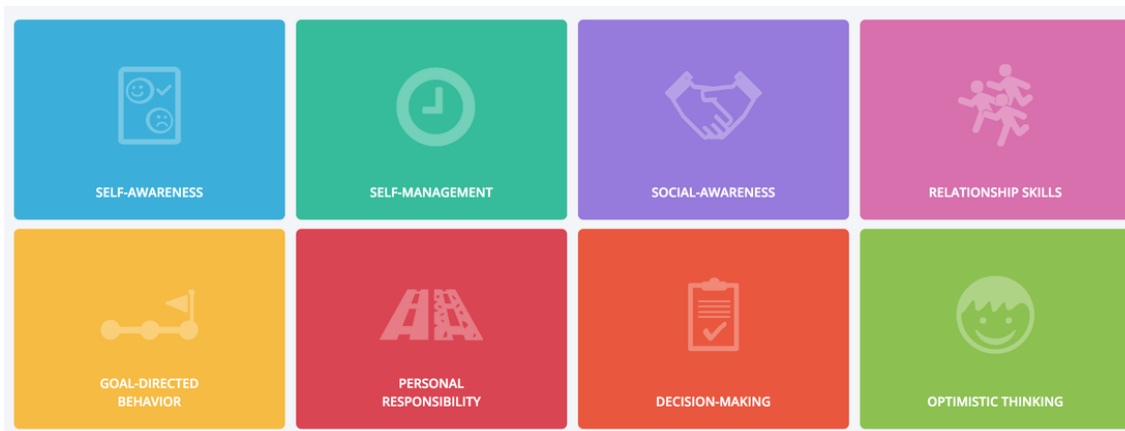 SELF-AWARENESS
SELF-MANAGEMENT
SOCIAL-AWARENESS
RELATIONSHIP SKILLS
GOAL-DIRECTED
BEHAVIOR
PERSONAL
RESPONSIBILITY
DECISION-MAKING
OPTIMISTIC THINKING